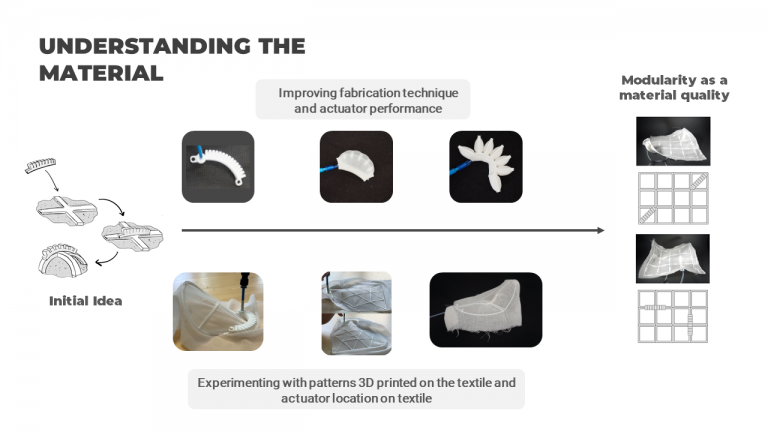 UNDERSTANDING THE
MATERIAL
Improving fabrication technique
and actuator performance
Modularity as a
material quality
Initial Idea
Experimenting with patterns 3D printed on the textile and
actuator location on textile